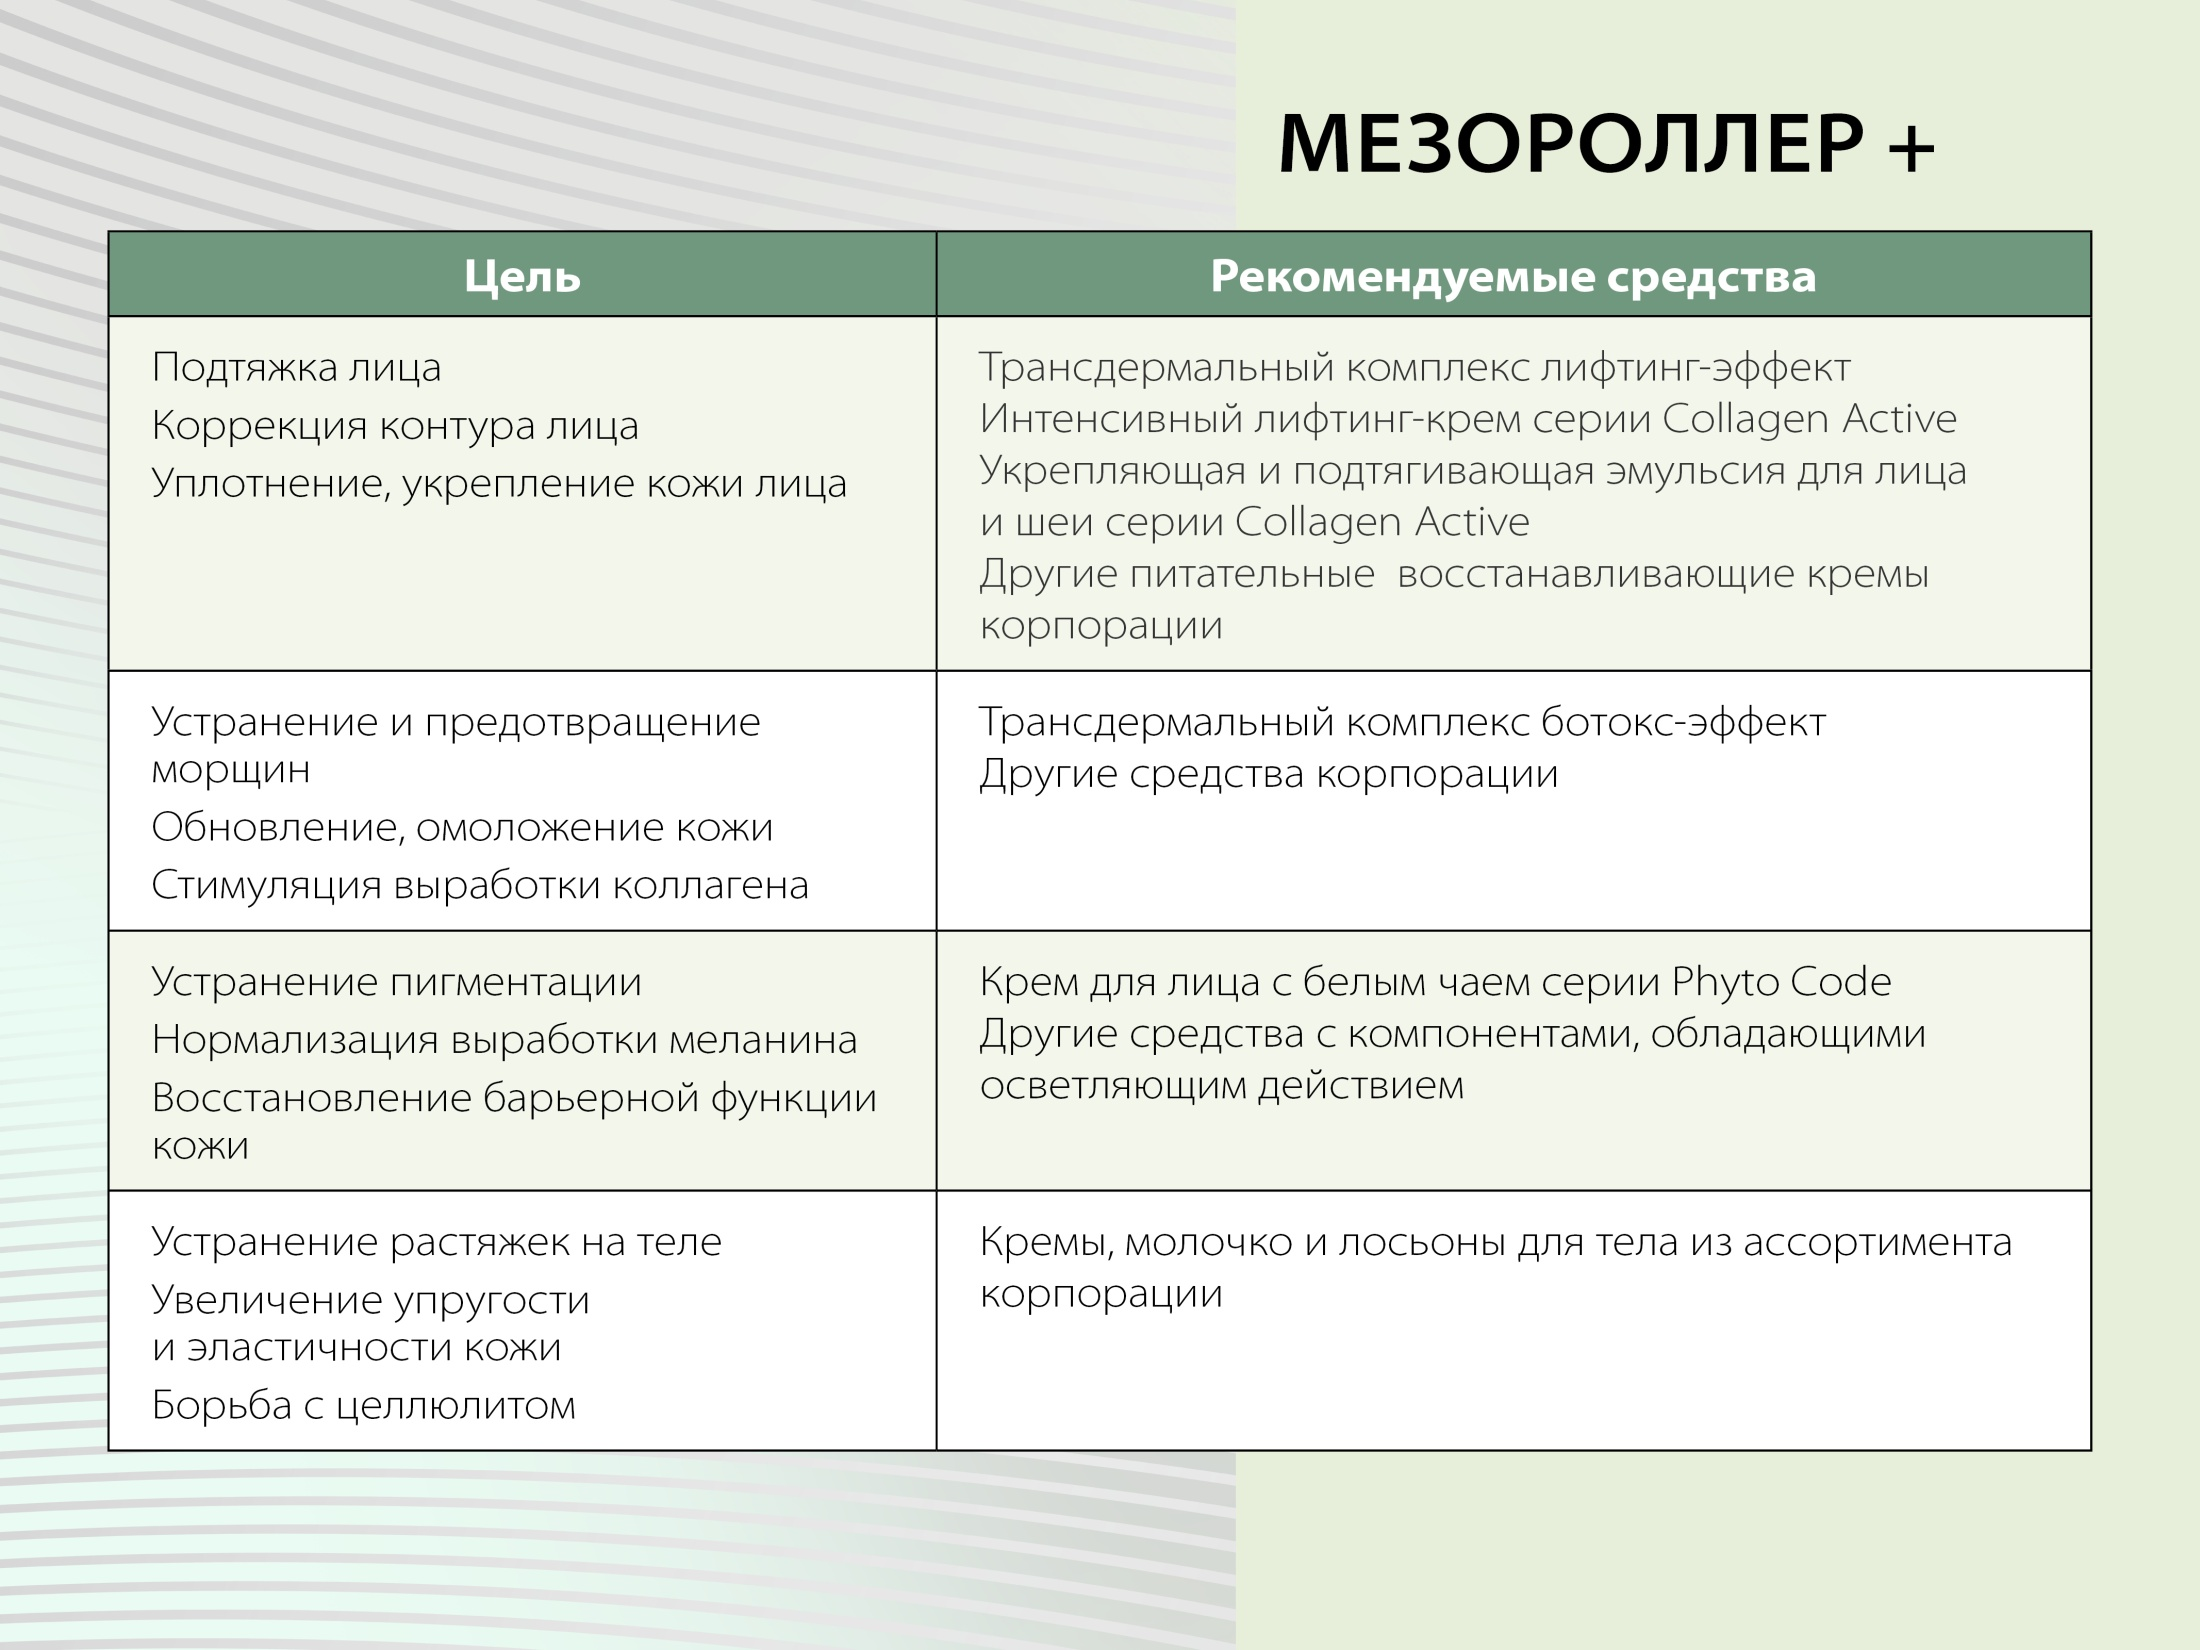 МЕЗОРОЛЛЕР +
Цель
Рекомендуемые средства
Подтяжка лица
Коррекция контура лица
Уплотнение, укрепление кожи лица
Трансдермальный комплекс лифтинг-эффект
Интенсивный лифтинг-крем серии Collagen Active
Укрепляющая и подтягивающая эмульсия для лица
и шеи серии Collagen Active
Другие питательные  восстанавливающие кремы
корпорации
Устранение и предотвращение
морщин
Обновление, омоложение кожи
Стимуляция выработки коллагена
Трансдермальный комплекс ботокс-эффект
Другие средства корпорации
Устранение пигментации
Нормализация выработки меланина
Восстановление барьерной функции
кожи
Крем для лица с белым чаем серии Phyto Code
Другие средства с компонентами, обладающими
осветляющим действием
Устранение растяжек на теле
Увеличение упругости
и эластичности кожи
Борьба с целлюлитом
Кремы, молочко и лосьоны для тела из ассортимента
корпорации